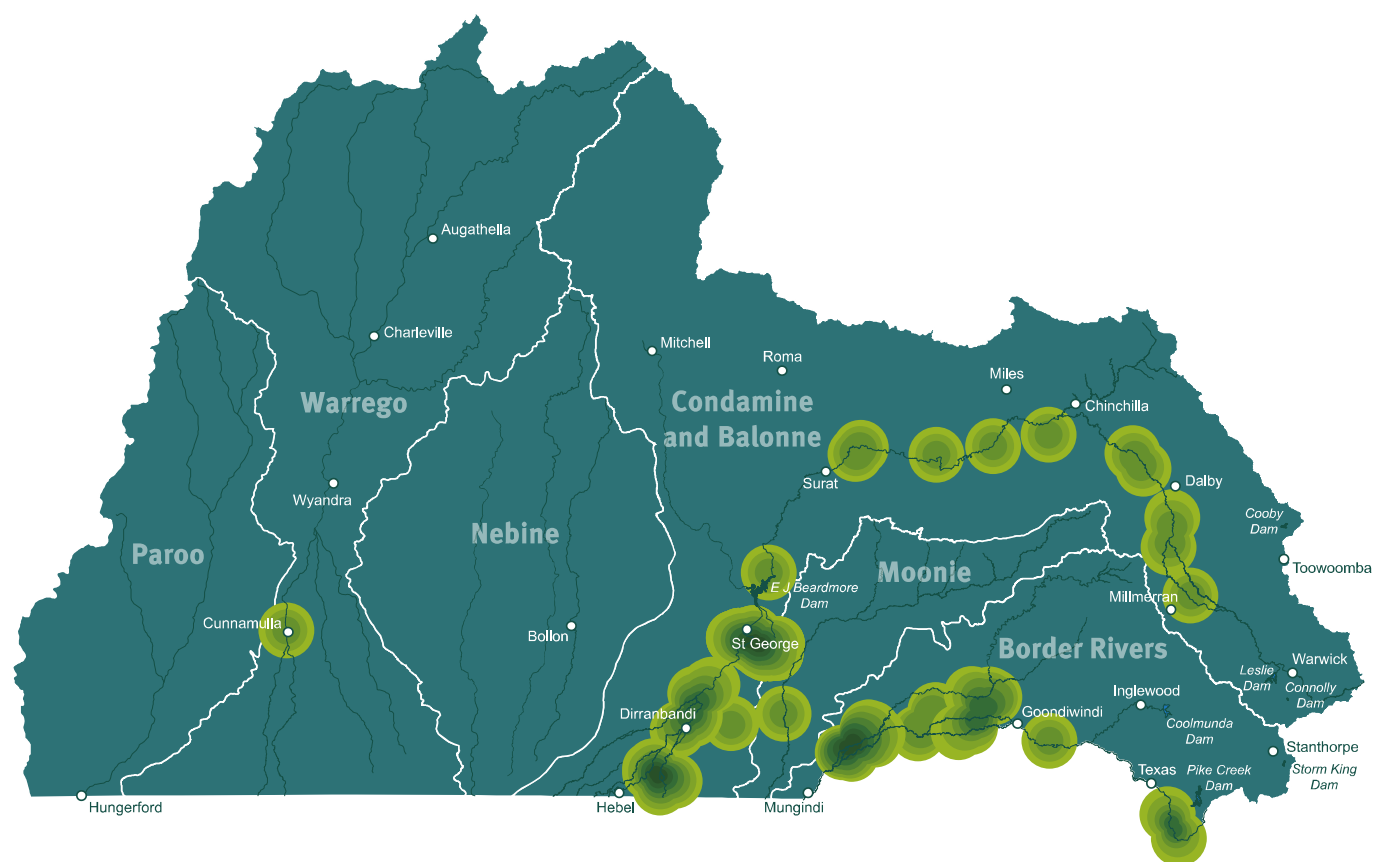 Augathella
Charleville
Mitchell
Roma
Miles
Warrego
Condamine
and Balonne
Chinchilla
Surat
Dalby
Wyandra
Cooby
Dam
Paroo
Nebine
Moonie
Toowoomba
E J Beardmore
Dam
Millmerran
Cunnamulla
Bollon
St George
Border Rivers
Warwick
Leslie
Dam
Connolly
Dam
Inglewood
Dirranbandi
Goondiwindi
Coolmunda
Dam
Stanthorpe
Texas
Pike Creek
Dam
Storm King
Dam
Hungerford
Hebel
Mungindi